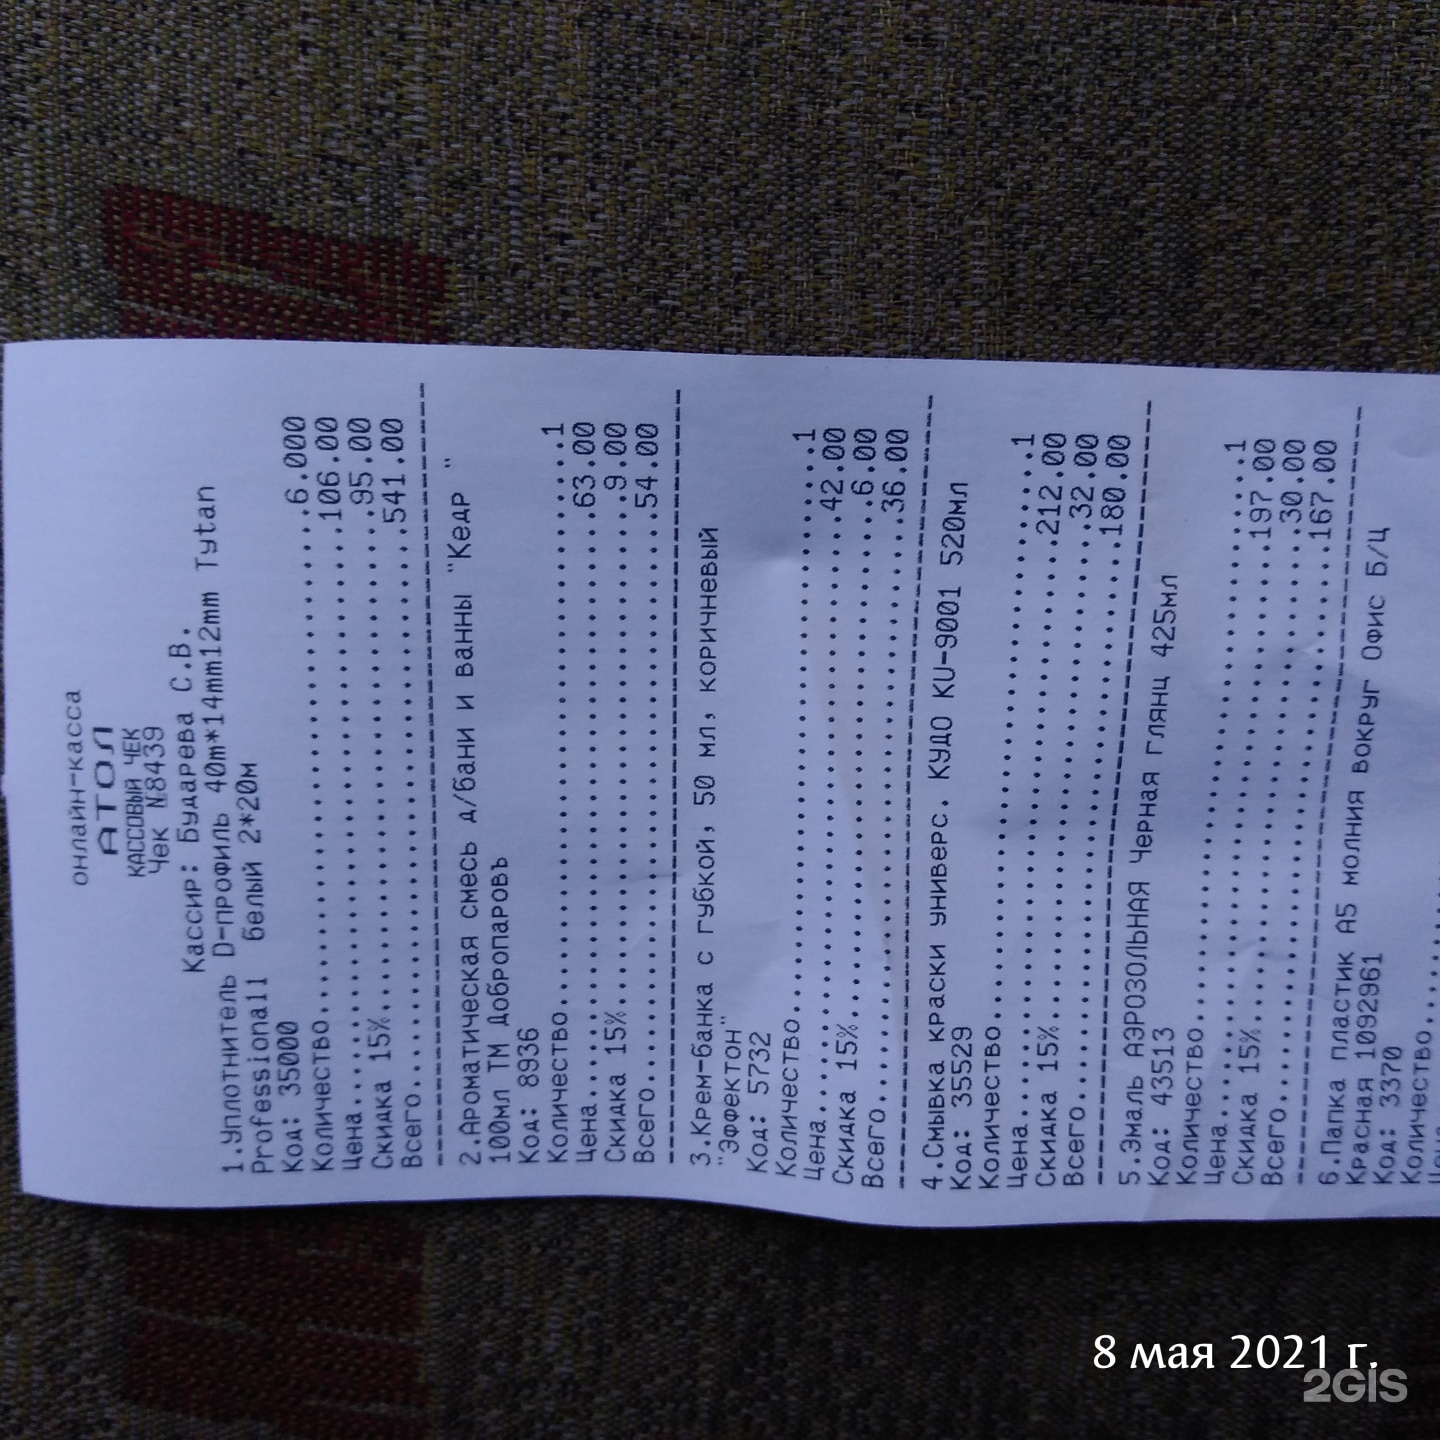 онлайн-касса
АТОЛ
КАССОВЫЙ ЧЕК
Чек №8439
Кассир: Бударева С.В.
1.Уплотнитель D-профиль 40m*14mm12mm Tytan
Professionall белый 2*20м
Код: 35000
Количество..........6.000
Цена..........106.00
Скидка 15%..........95.00
Всего..........541.00
2.Ароматическая смесь д/бани и ванны "Кедр "
100мл ТМ Добропаровъ
Код: 8936
Количество..........1
Цена..........63.00
Скидка 15%..........9.00
Всего..........54.00
3.Крем-банка с губкой, 50 мл, коричневый
"Эффектон"
Код: 5732
Количество..........1
Цена..........42.00
Скидка 15%..........6.00
Всего..........36.00
4.Смывка краски универс. КУДО KU-9001 520мл
Код: 35529
Количество..........1
Цена..........212.00
Скидка 15%..........32.00
Всего..........180.00
5.Эмаль АЭРОЗОЛЬНАЯ Черная глянц 425мл
Код: 43513
Количество..........1
Цена..........197.00
Скидка 15%..........30.00
Всего..........167.00
6.Папка пластик А5 молния вокруг ОФИС Б/Ц
Красная 1092961
Код: 3370
Количество..........
8 мая 2021 г.
2GIS